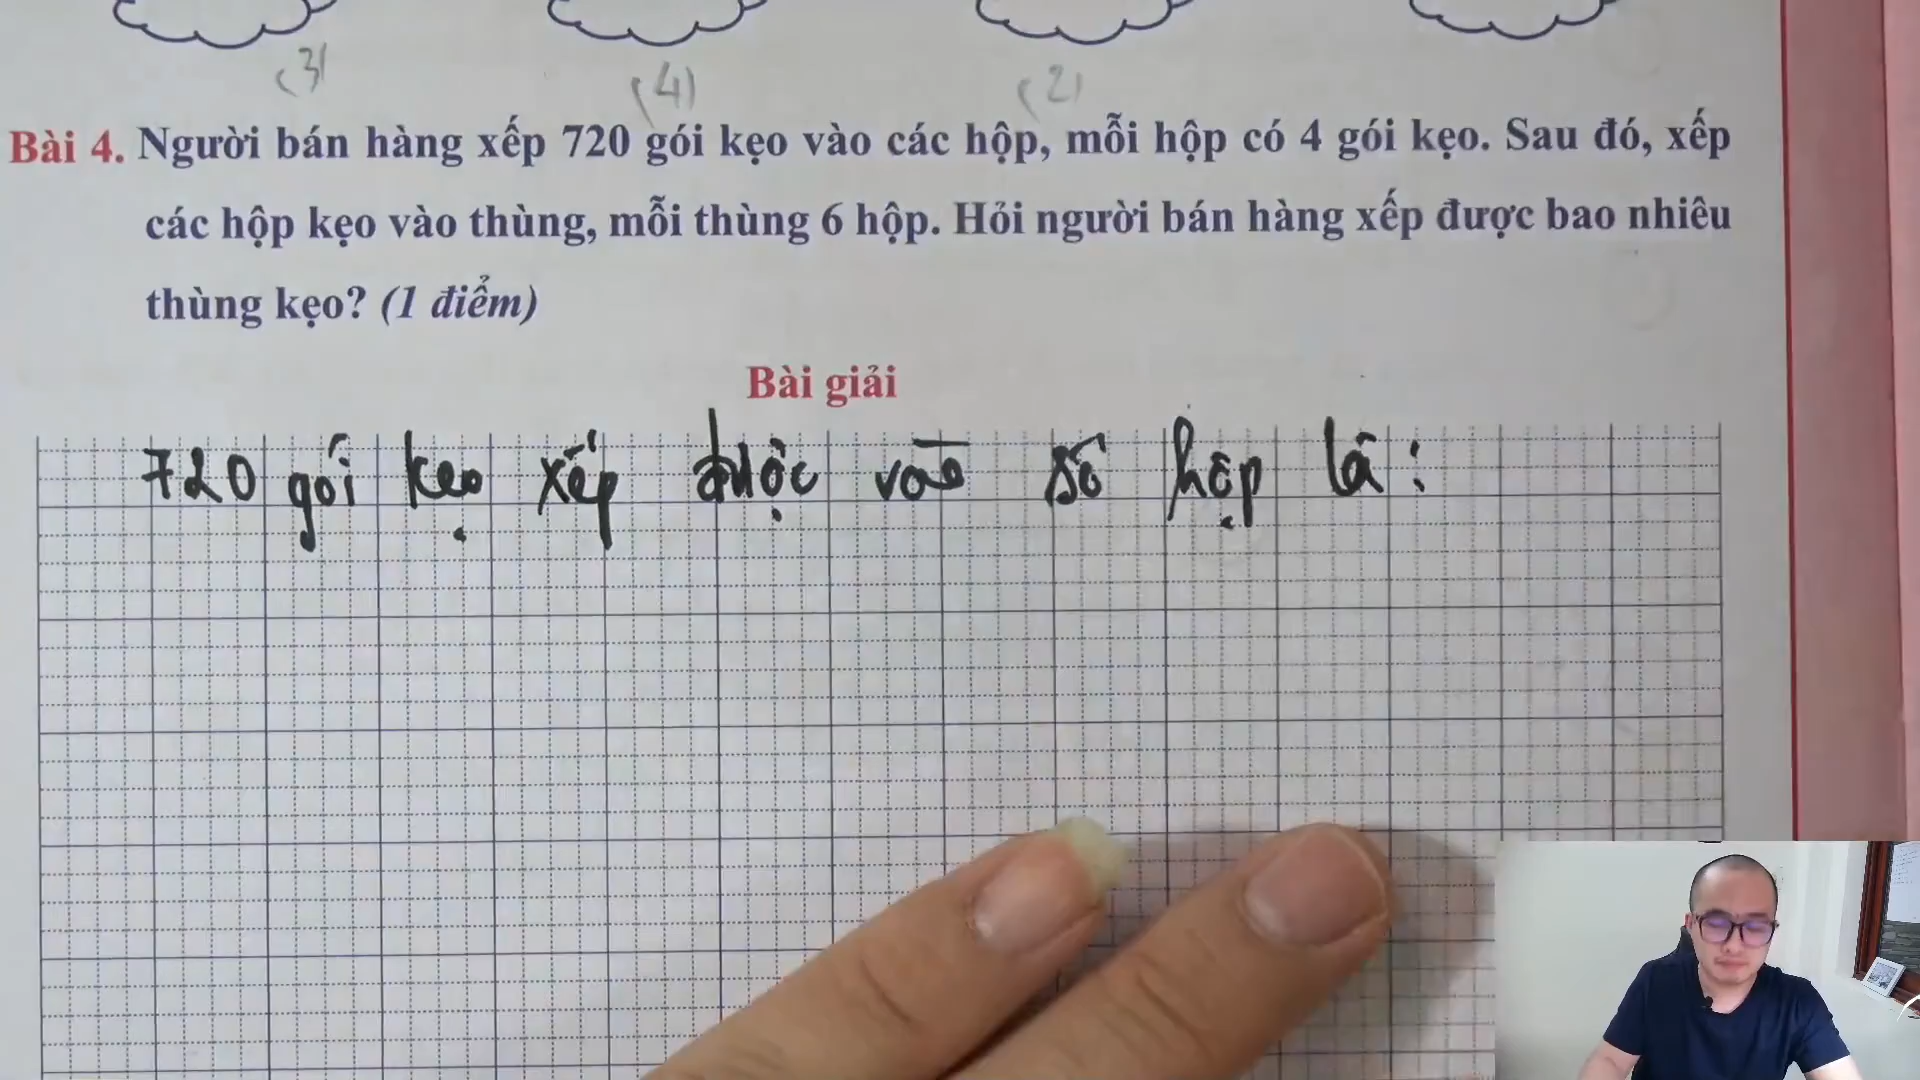 (3)
(4)
(2)
Bài 4. Người bán hàng xếp 720 gói kẹo vào các hộp, mỗi hộp có 4 gói kẹo. Sau đó, xếp
các hộp kẹo vào thùng, mỗi thùng 6 hộp. Hỏi người bán hàng xếp được bao nhiêu
thùng kẹo? (1 điểm)
Bài giải
720 gói kẹo xếp được vào số hộp là: